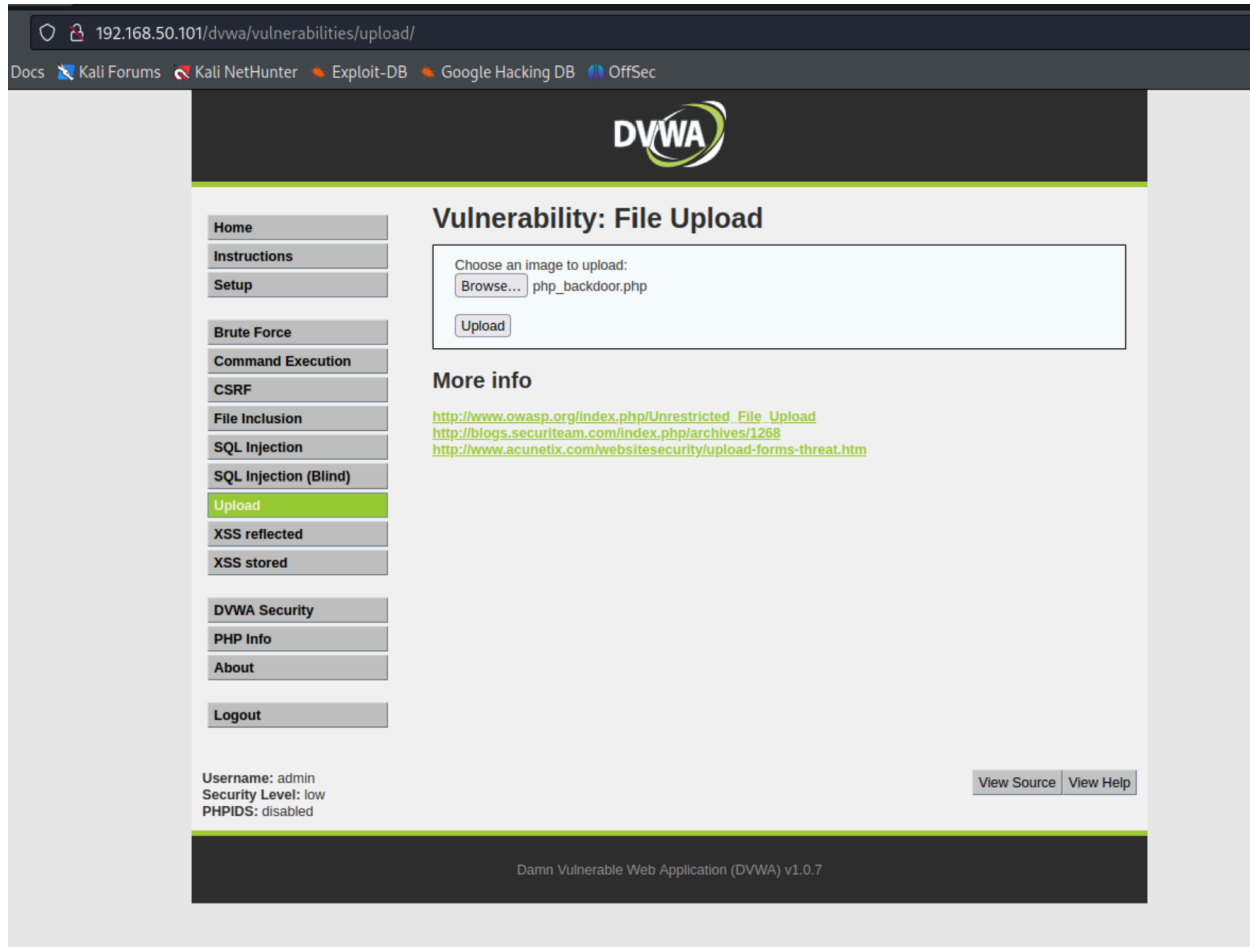 192.168.50.101/dvwa/vulnerabilities/upload/
Docs Kali Forums Kali NetHunter Exploit-DB Google Hacking DB OffSec
DVWA
Home
Instructions
Setup
Brute Force
Command Execution
CSRF
File Inclusion
SQL Injection
SQL Injection (Blind)
Upload
XSS reflected
XSS stored
DVWA Security
PHP Info
About
Logout
Vulnerability: File Upload
Choose an image to upload:
Browse... php_backdoor.php
Upload
More info
http://www.owasp.org/index.php/Unrestricted_File_Upload
http://blogs.securiteam.com/index.php/archives/1268
http://www.acunetix.com/websitesecurity/upload-forms-threat.htm
Username: admin
Security Level: low
PHPIDS: disabled
View Source View Help
Damn Vulnerable Web Application (DVWA) v1.0.7